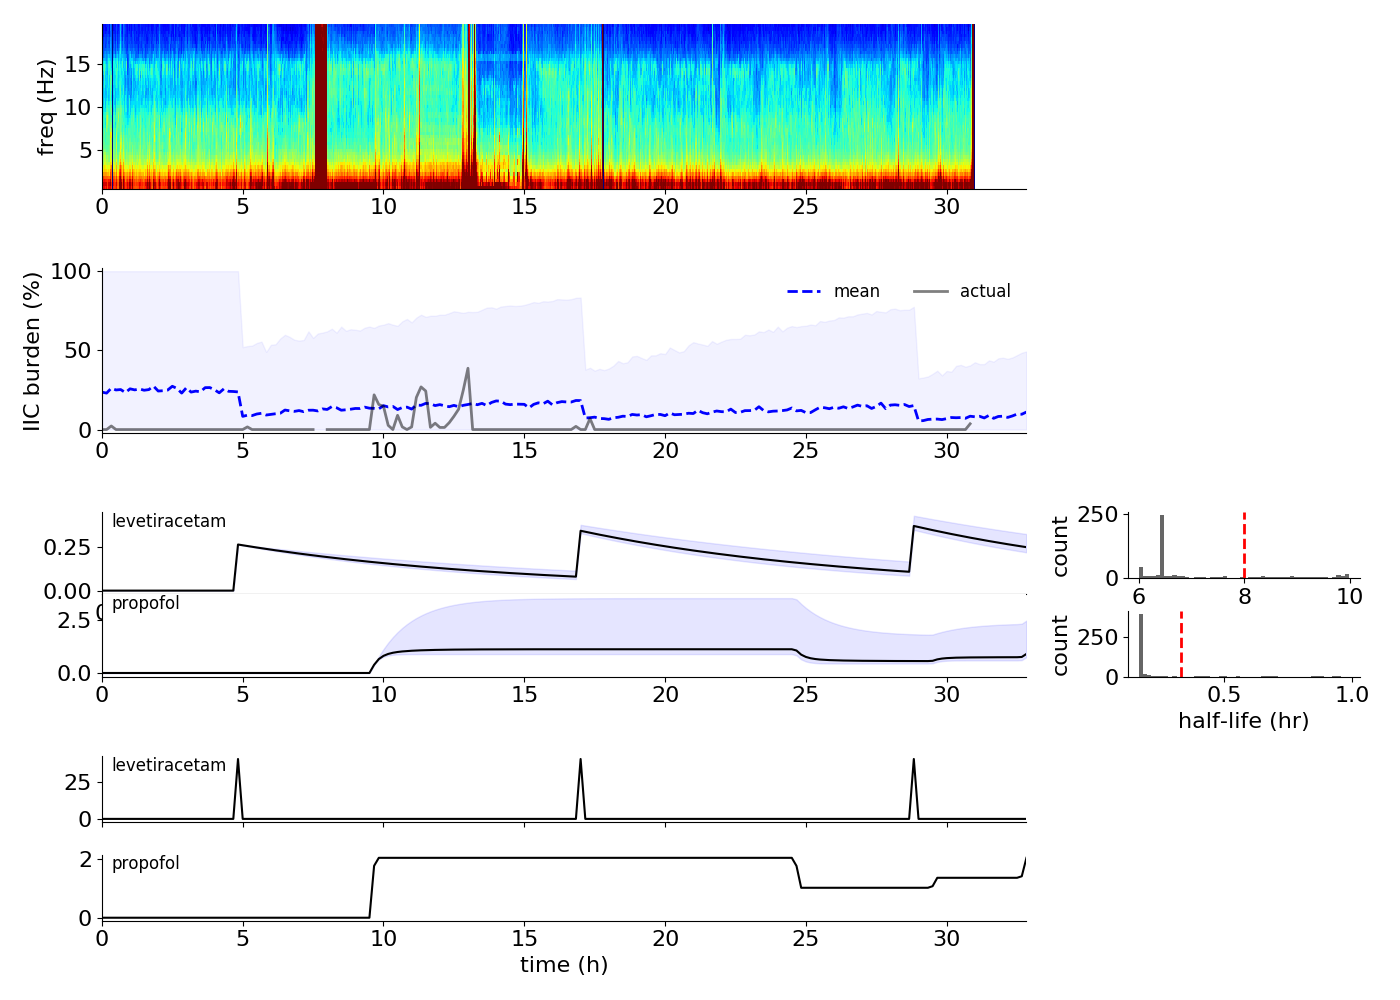 freq (Hz)
15
10
5
0 5 10 15 20 25 30
IIC burden (%)
100
50
0
mean actual
0 5 10 15 20 25 30
levetiracetam
0.25
0.00
count
250
0
6 8 10
propofol
2.5
0.0
0 5 10 15 20 25 30
count
250
0
0.5 1.0
half-life (hr)
levetiracetam
25
0
propofol
2
0
0 5 10 15 20 25 30
time (h)